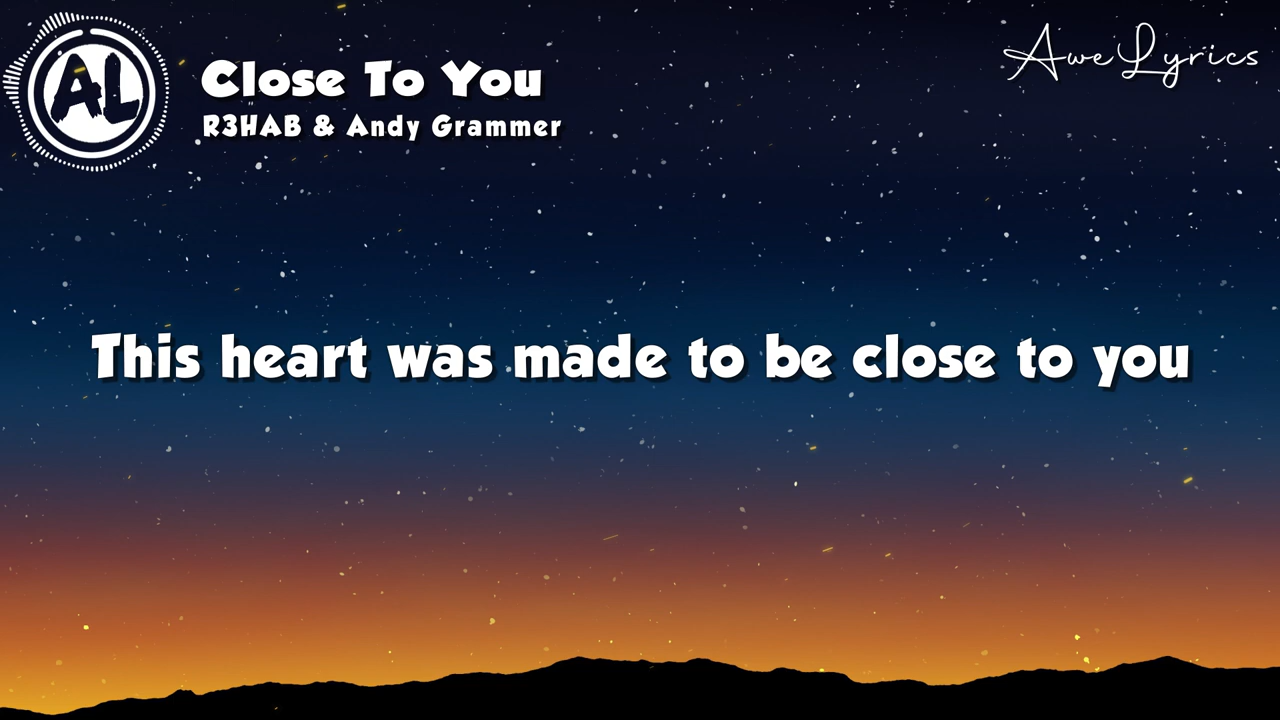 AL
Close To You
R3HAB & Andy Grammer
AweLyrics
This heart was made to be close to you